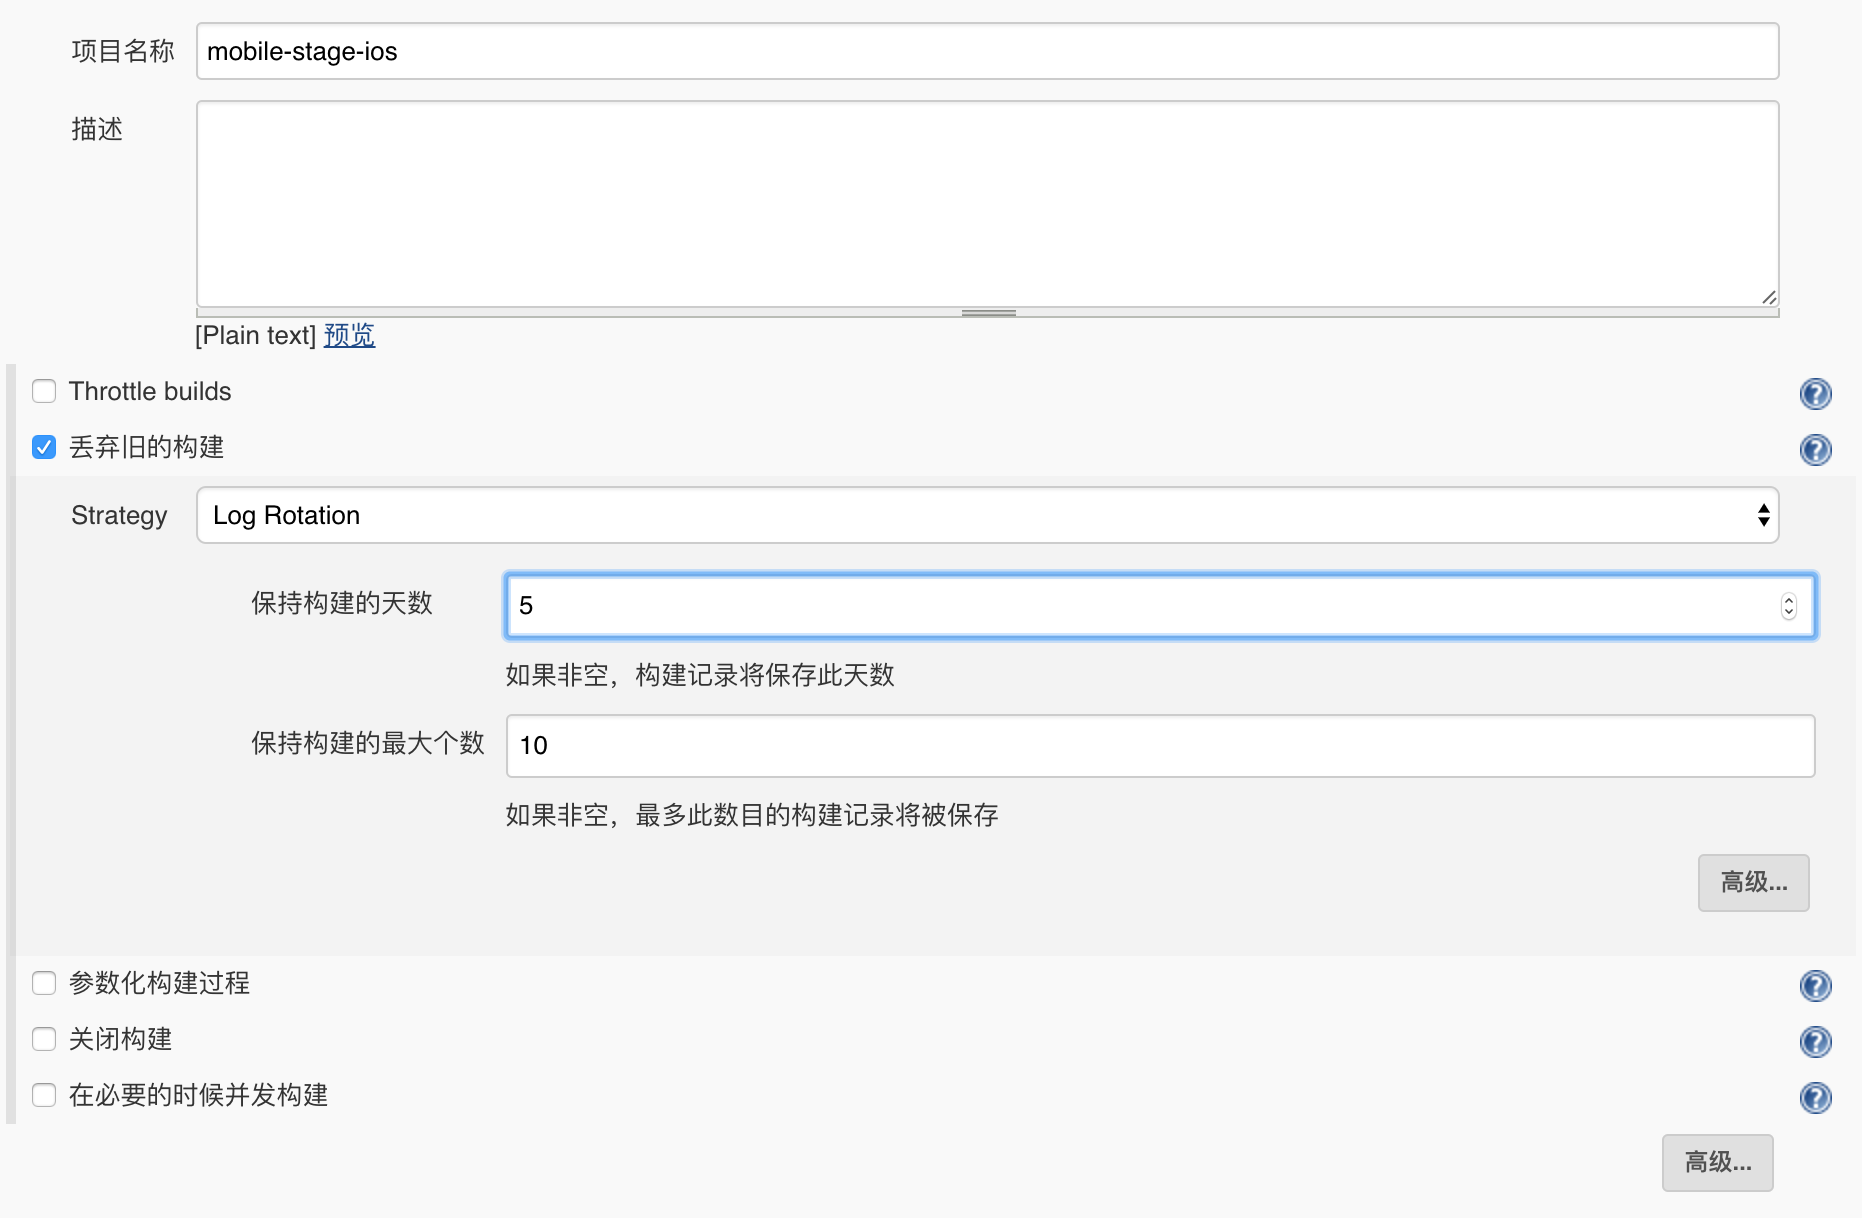 项目名称 mobile-stage-ios
描述
[Plain text] 预览
Throttle builds
丢弃旧的构建
Strategy Log Rotation
保持构建的天数 5
如果非空，构建记录将保存此天数
保持构建的最大个数 10
如果非空，最多此数目的构建记录将被保存
高级...
参数化构建过程
关闭构建
在必要的时候并发构建
高级...